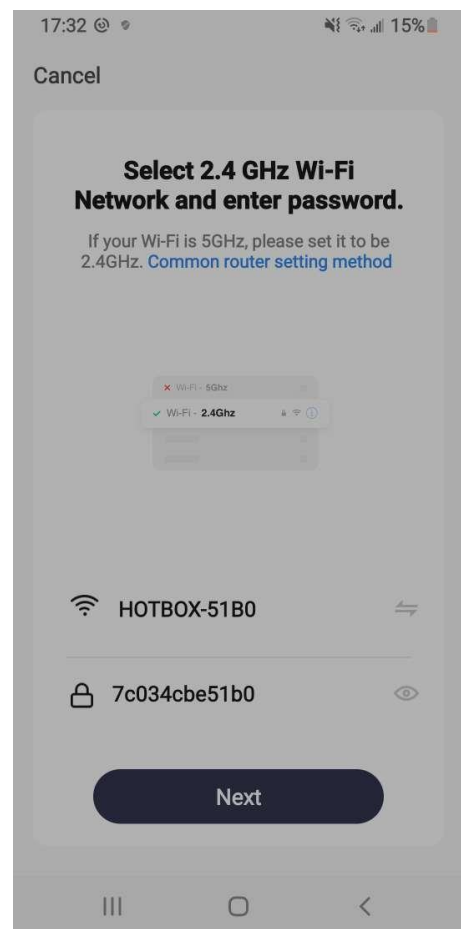 17:32 15%
Cancel
Select 2.4 GHz Wi-Fi
Network and enter password.
If your Wi-Fi is 5GHz, please set it to be
2.4GHz. Common router setting method
Wi-Fi - 5Ghz
Wi-Fi - 2.4Ghz
HOTBOX-51B0
7c034cbe51b0
Next